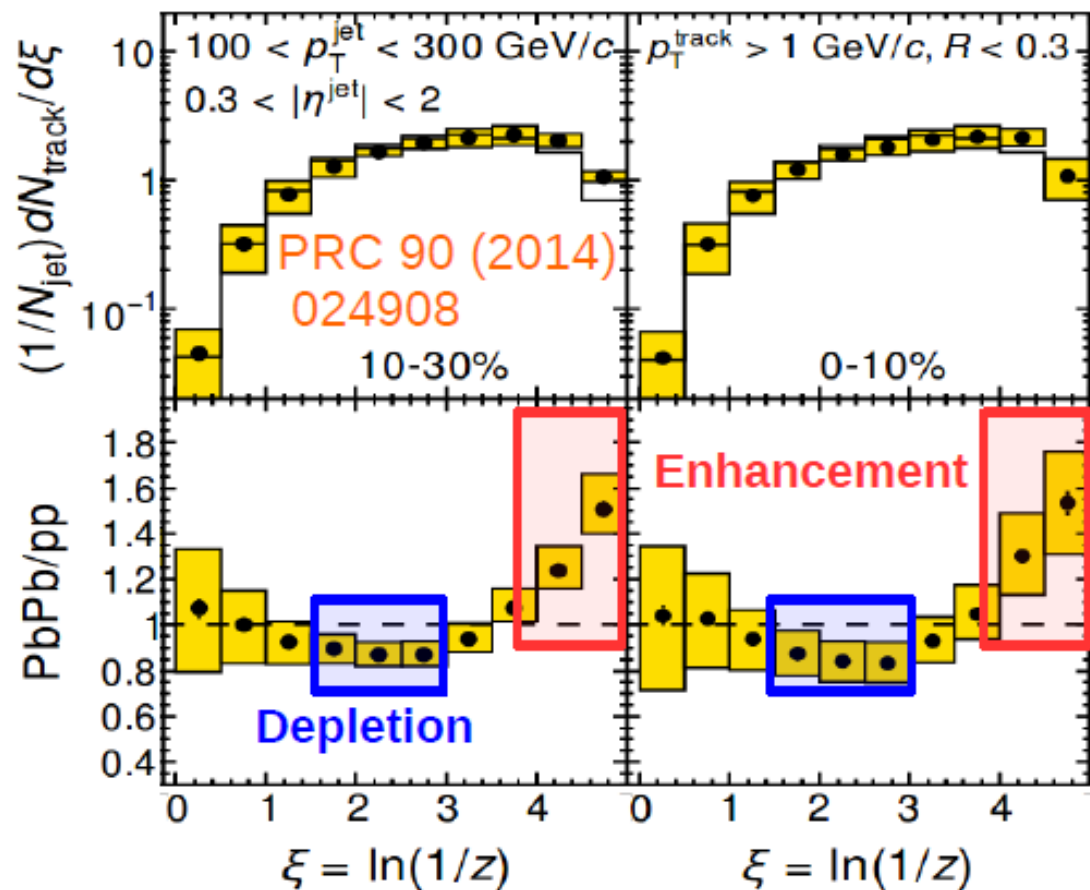 (1/N_jet) dN_track/dξ
10
1
10⁻¹
100 < p_T^jet < 300 GeV/c
0.3 < |η^jet| < 2
PRC 90 (2014)
024908
10-30%
p_T^track > 1 GeV/c, R < 0.3
0-10%
PbPb/pp
1.8
1.6
1.4
1.2
1
0.8
0.6
0.4
Depletion
Enhancement
0 1 2 3 4
0 1 2 3 4
ξ = ln(1/z)
ξ = ln(1/z)